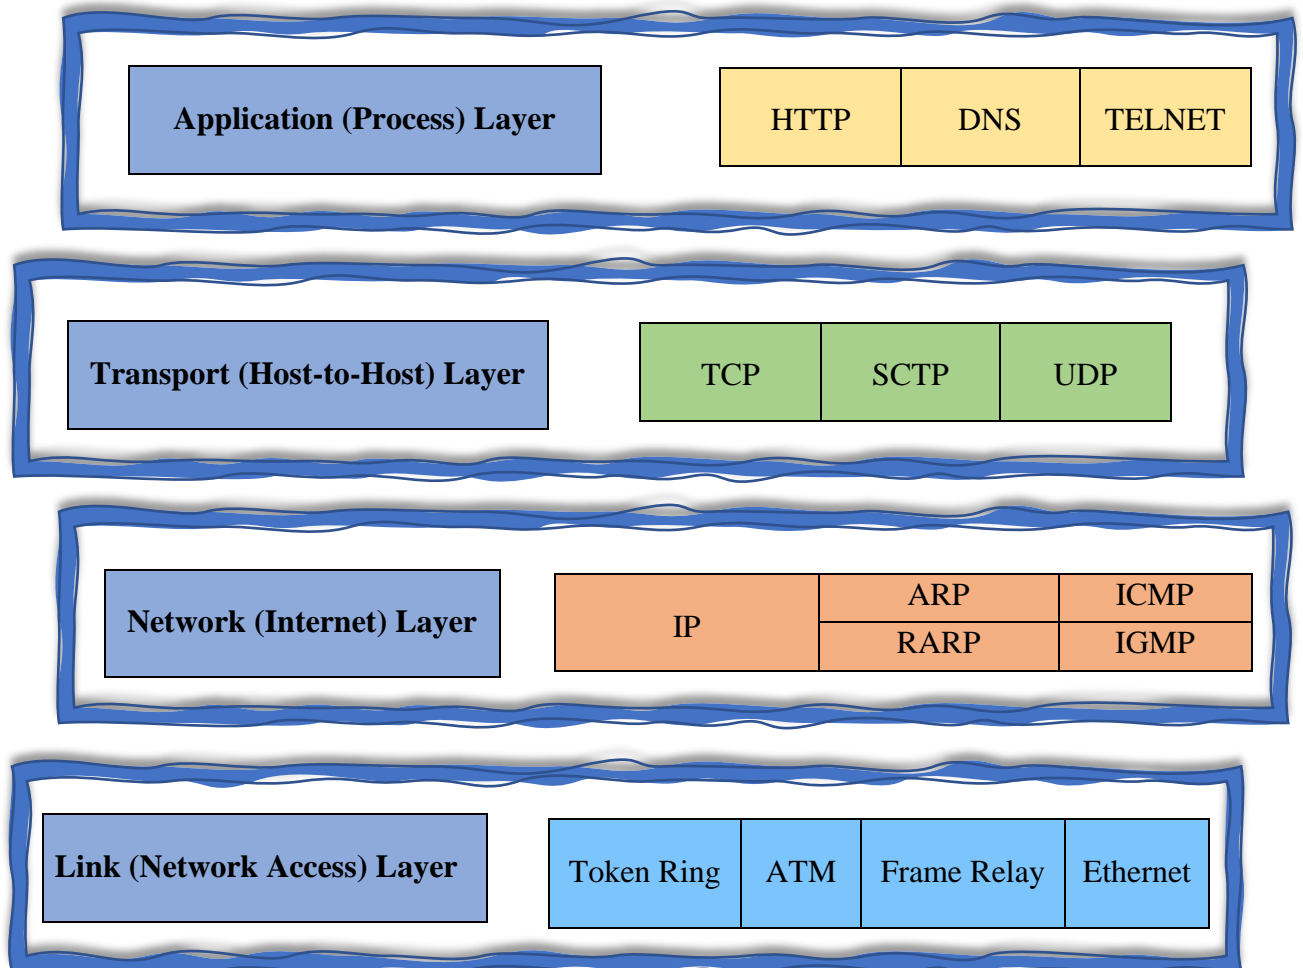 Application (Process) Layer
HTTP
DNS
TELNET
Transport (Host-to-Host) Layer
TCP
SCTP
UDP
Network (Internet) Layer
IP
ARP
ICMP
RARP
IGMP
Link (Network Access) Layer
Token Ring
ATM
Frame Relay
Ethernet